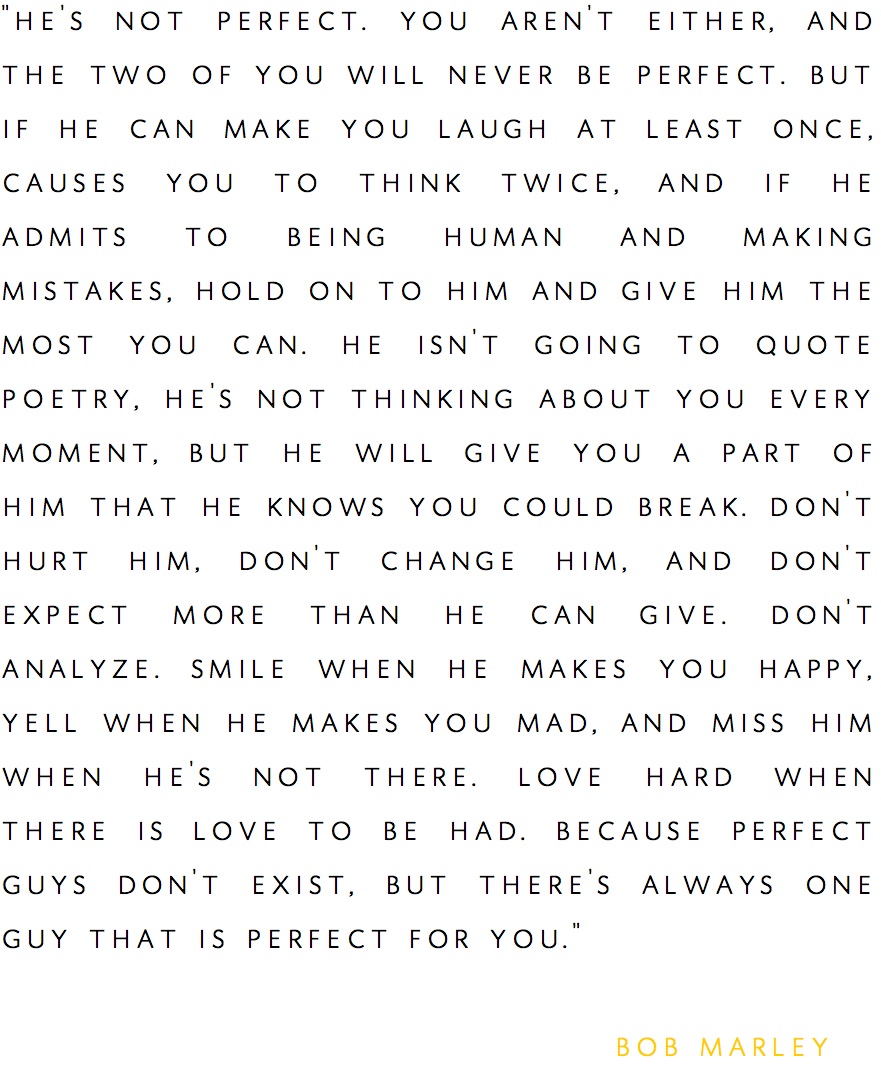 "HE'S NOT PERFECT. YOU AREN'T EITHER, AND
THE TWO OF YOU WILL NEVER BE PERFECT. BUT
IF HE CAN MAKE YOU LAUGH AT LEAST ONCE,
CAUSES YOU TO THINK TWICE, AND IF HE
ADMITS TO BEING HUMAN AND MAKING
MISTAKES, HOLD ON TO HIM AND GIVE HIM THE
MOST YOU CAN. HE ISN'T GOING TO QUOTE
POETRY, HE'S NOT THINKING ABOUT YOU EVERY
MOMENT, BUT HE WILL GIVE YOU A PART OF
HIM THAT HE KNOWS YOU COULD BREAK. DON'T
HURT HIM, DON'T CHANGE HIM, AND DON'T
EXPECT MORE THAN HE CAN GIVE. DON'T
ANALYZE. SMILE WHEN HE MAKES YOU HAPPY,
YELL WHEN HE MAKES YOU MAD, AND MISS HIM
WHEN HE'S NOT THERE. LOVE HARD WHEN
THERE IS LOVE TO BE HAD. BECAUSE PERFECT
GUYS DON'T EXIST, BUT THERE'S ALWAYS ONE
GUY THAT IS PERFECT FOR YOU."
BOB MARLEY